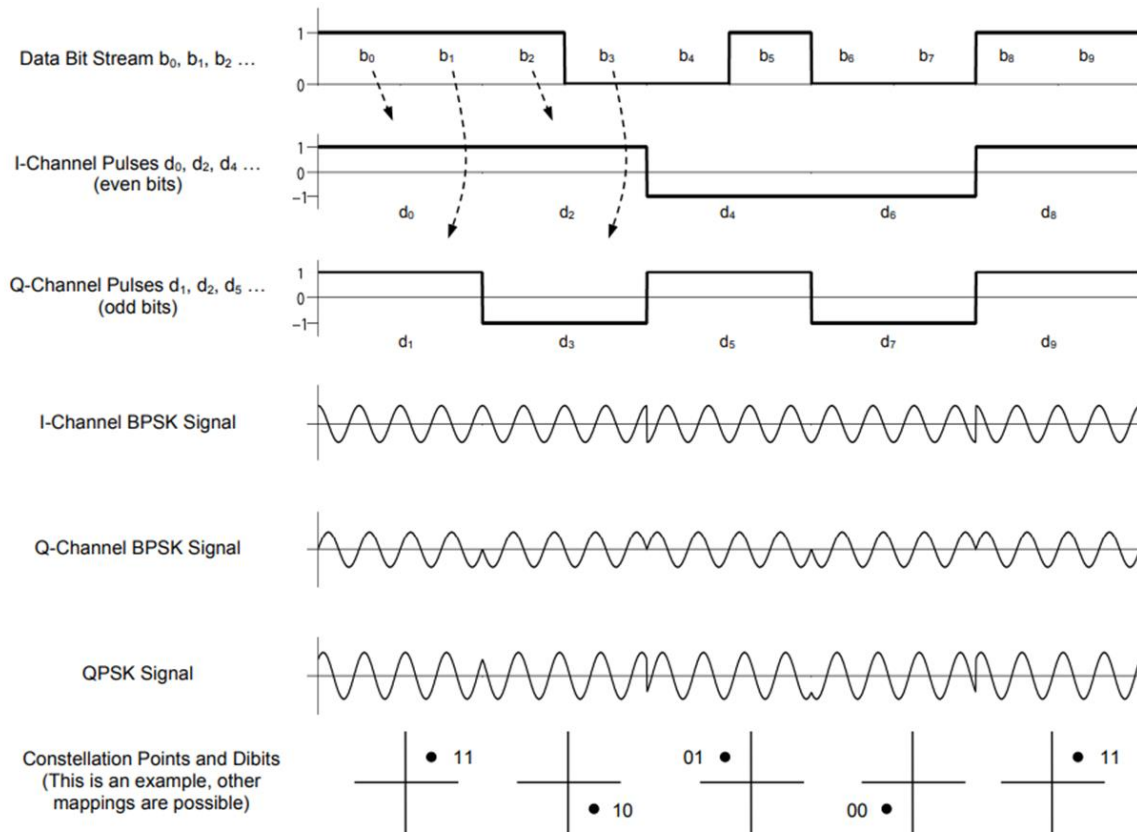 Data Bit Stream b₀, b₁, b₂ …
1
0
b₀ b₁ b₂ b₃ b₄ b₅ b₆ b₇ b₈ b₉
I-Channel Pulses d₀, d₂, d₄ …
(even bits)
1
0
−1
d₀ d₂ d₄ d₆ d₈
Q-Channel Pulses d₁, d₂, d₅ …
(odd bits)
1
0
−1
d₁ d₃ d₅ d₇ d₉
I-Channel BPSK Signal
Q-Channel BPSK Signal
QPSK Signal
Constellation Points and Dibits
(This is an example, other
mappings are possible)
11
10
01
00
11